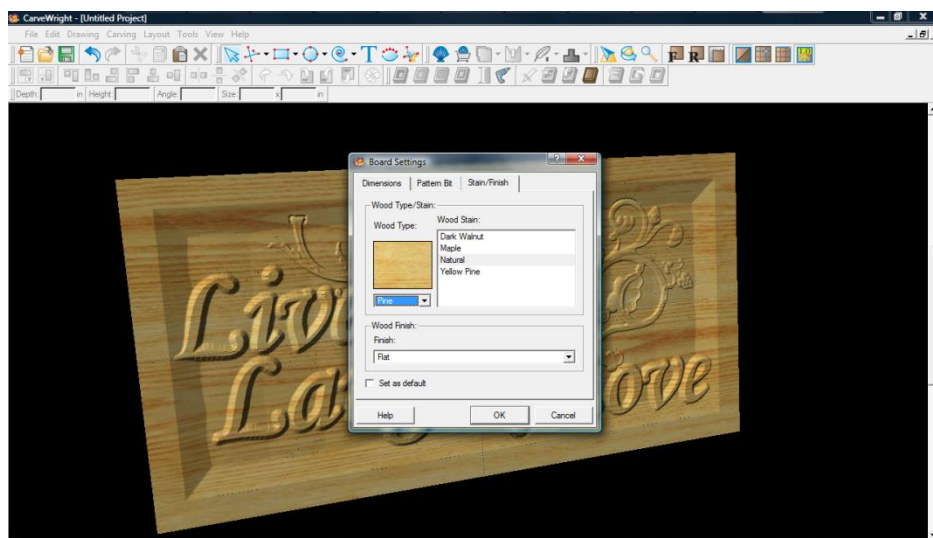 CarveWright - [Untitled Project]
File Edit Drawing Carving Layout Tools View Help
T
F R
Depth: in Height: Angle: Size: x in
Board Settings
Dimensions Pattern Bit Stain/Finish
Wood Type/Stain:
Wood Type: Wood Stain:
Dark Walnut
Maple
Natural
Yellow Pine
Pine
Wood Finish:
Finish:
Flat
Set as default
Help OK Cancel
Live
La ove